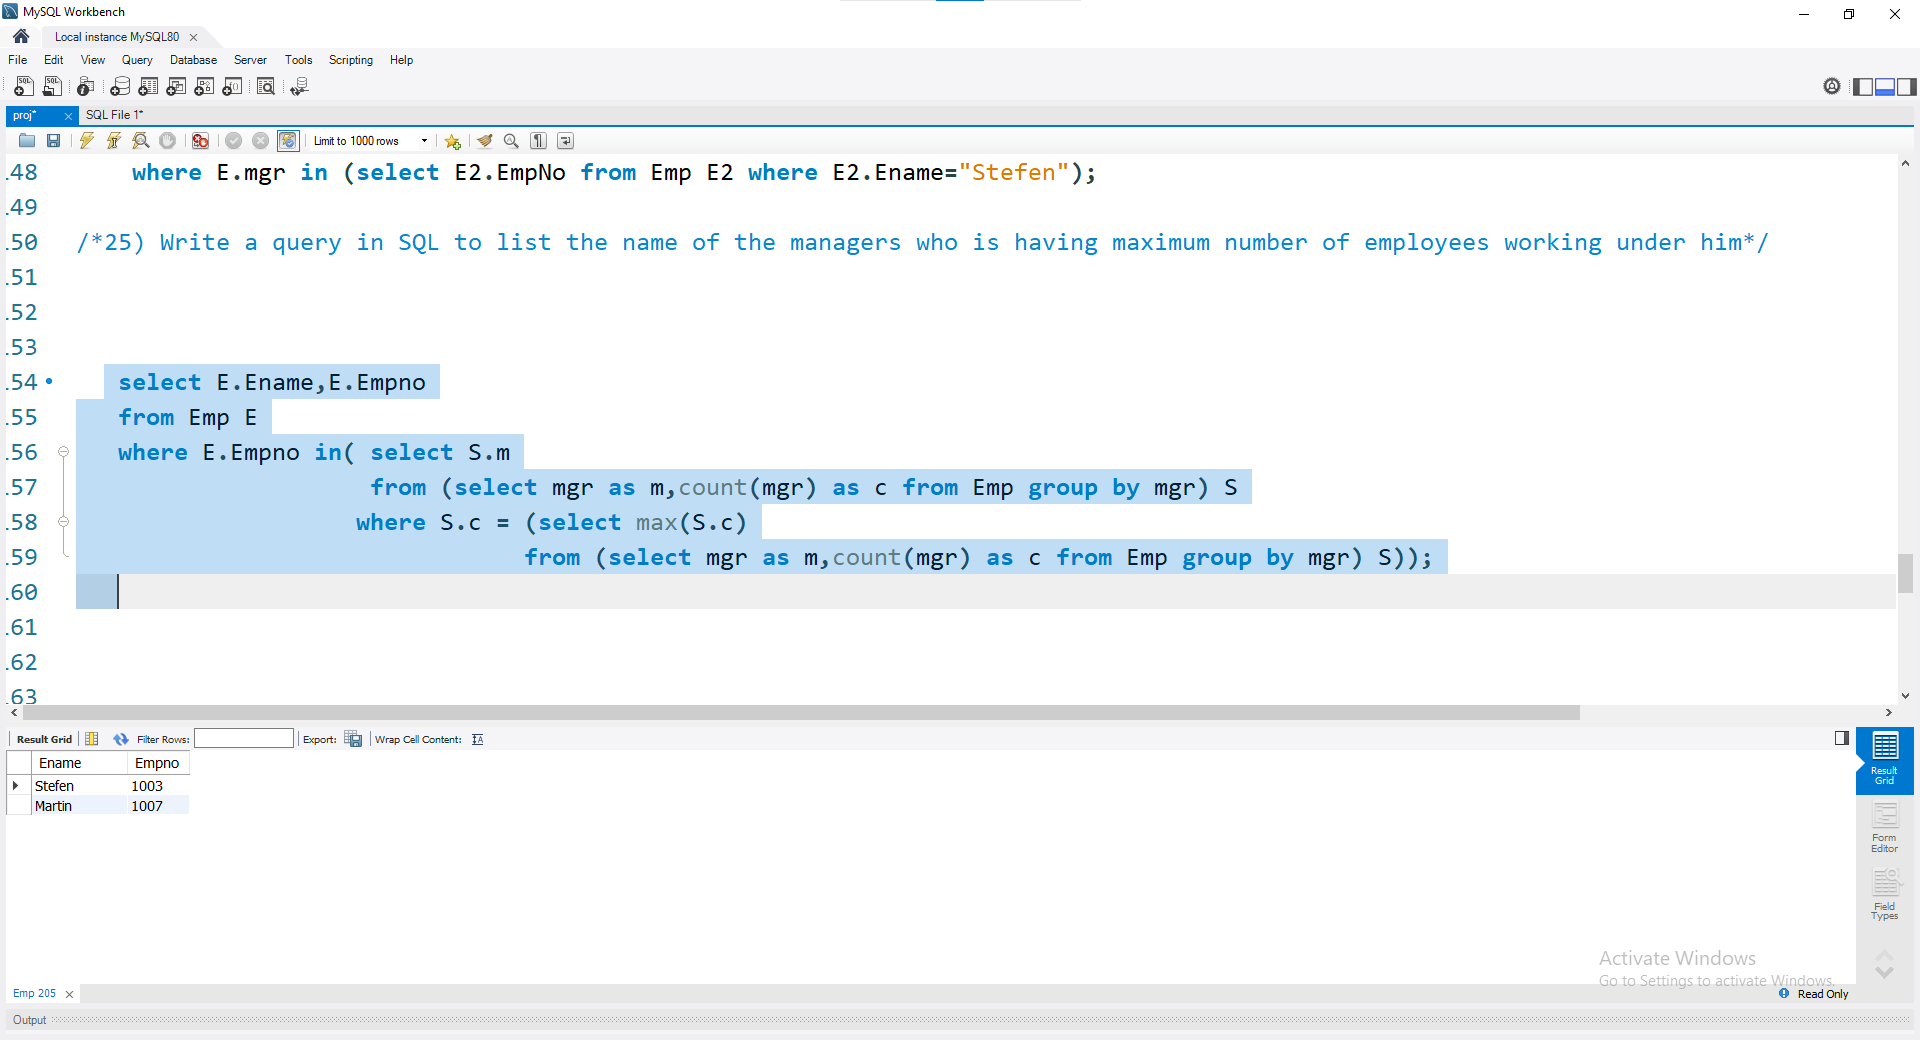 MySQL Workbench
Local instance MySQL80
File Edit View Query Database Server Tools Scripting Help
proj* SQL File 1*
Limit to 1000 rows
48 where E.mgr in (select E2.EmpNo from Emp E2 where E2.Ename="Stefen");
49
50 /*25) Write a query in SQL to list the name of the managers who is having maximum number of employees working under him*/
51
52
53
54 select E.Ename,E.Empno
55 from Emp E
56 where E.Empno in( select S.m
57 from (select mgr as m,count(mgr) as c from Emp group by mgr) S
58 where S.c = (select max(S.c)
59 from (select mgr as m,count(mgr) as c from Emp group by mgr) S));
60
61
62
63
Result Grid Filter Rows: Export: Wrap Cell Content:
Ename Empno
Stefen 1003
Martin 1007
Result
Grid
Form
Editor
Field
Types
Activate Windows
Go to Settings to activate Windows.
Emp 205 Read Only
Output